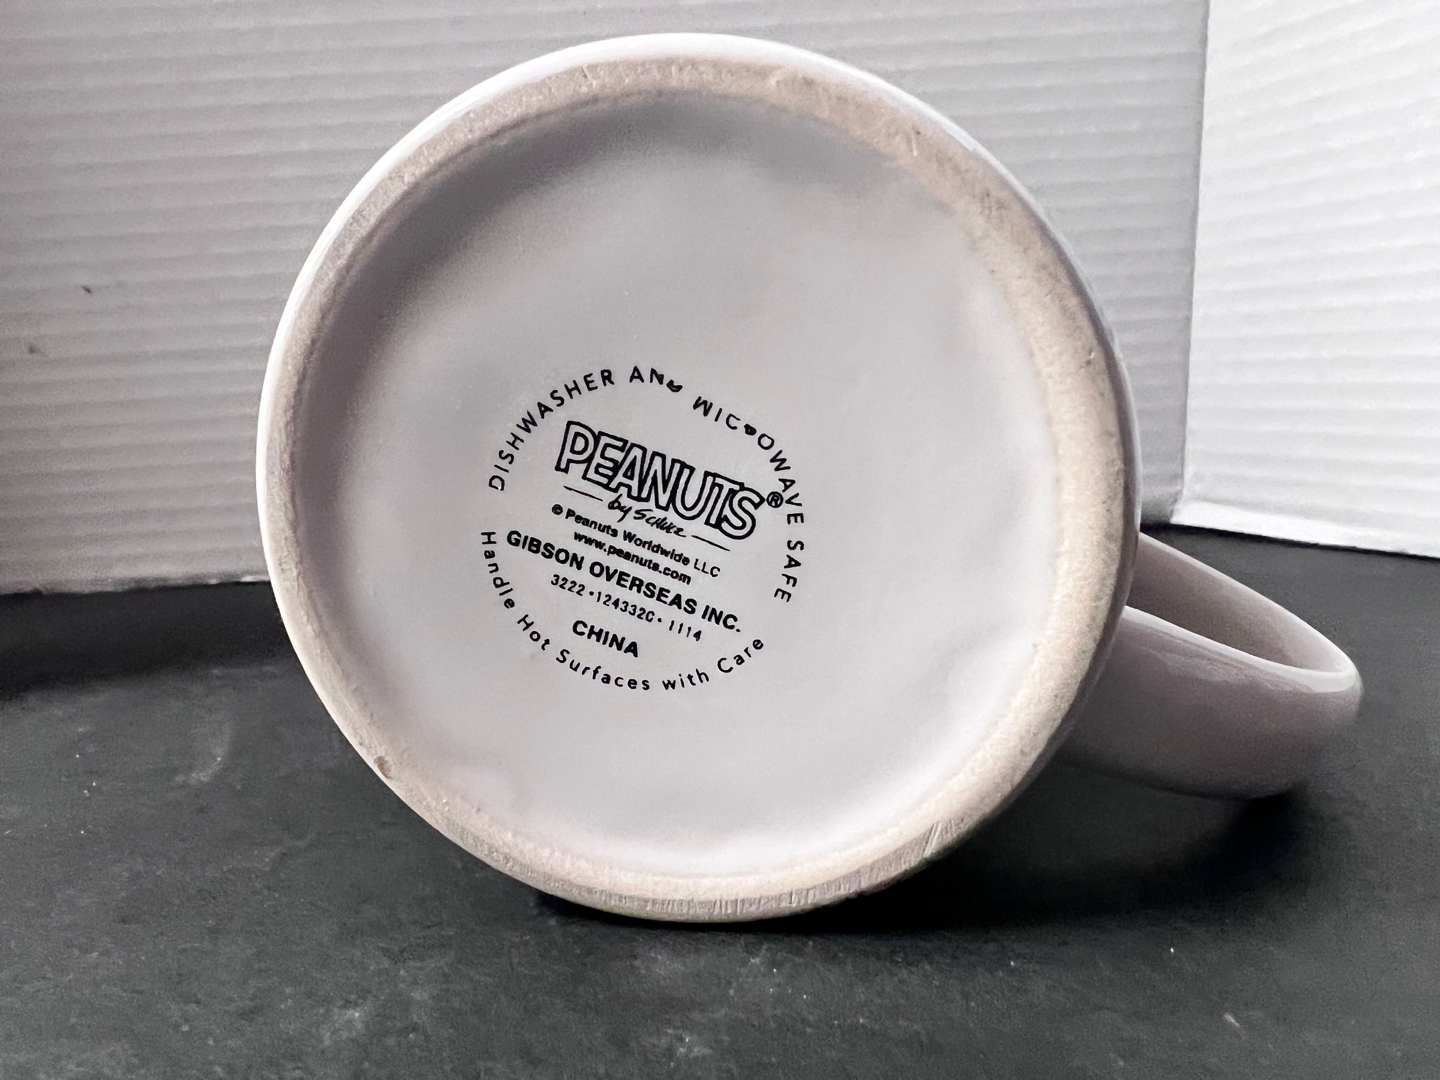 DISHWASHER AND MICROWAVE SAFE
PEANUTS®
by SCHULZ
© Peanuts Worldwide LLC
www.peanuts.com
GIBSON OVERSEAS INC.
3222•124332C• 1114
CHINA
Handle Hot Surfaces with Care